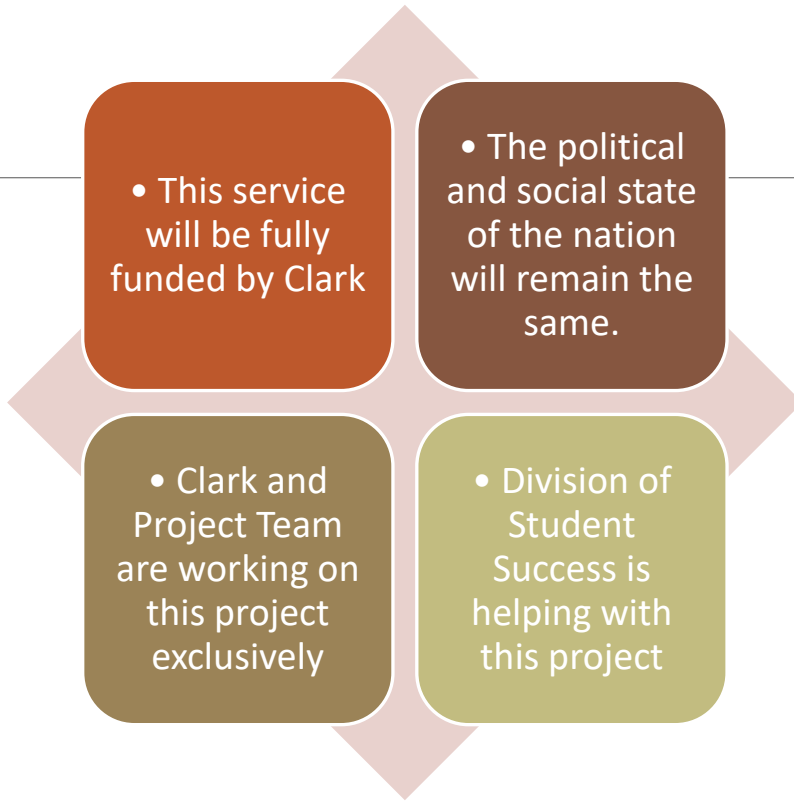 • This service
will be fully
funded by Clark
• The political
and social state
of the nation
will remain the
same.
• Clark and
Project Team
are working on
this project
exclusively
• Division of
Student
Success is
helping with
this project